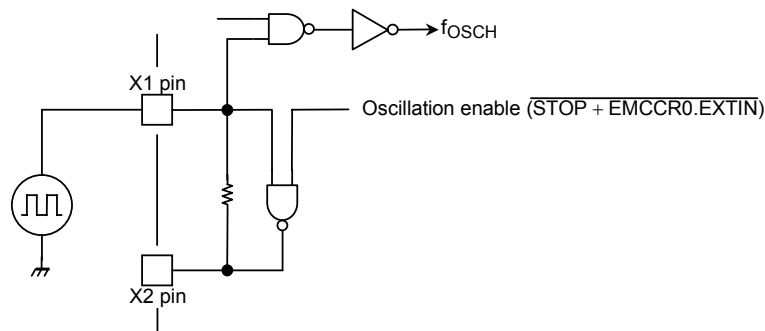 fOSCH
X1 pin
Oscillation enable (STOP + EMCCR0.EXTIN)
X2 pin